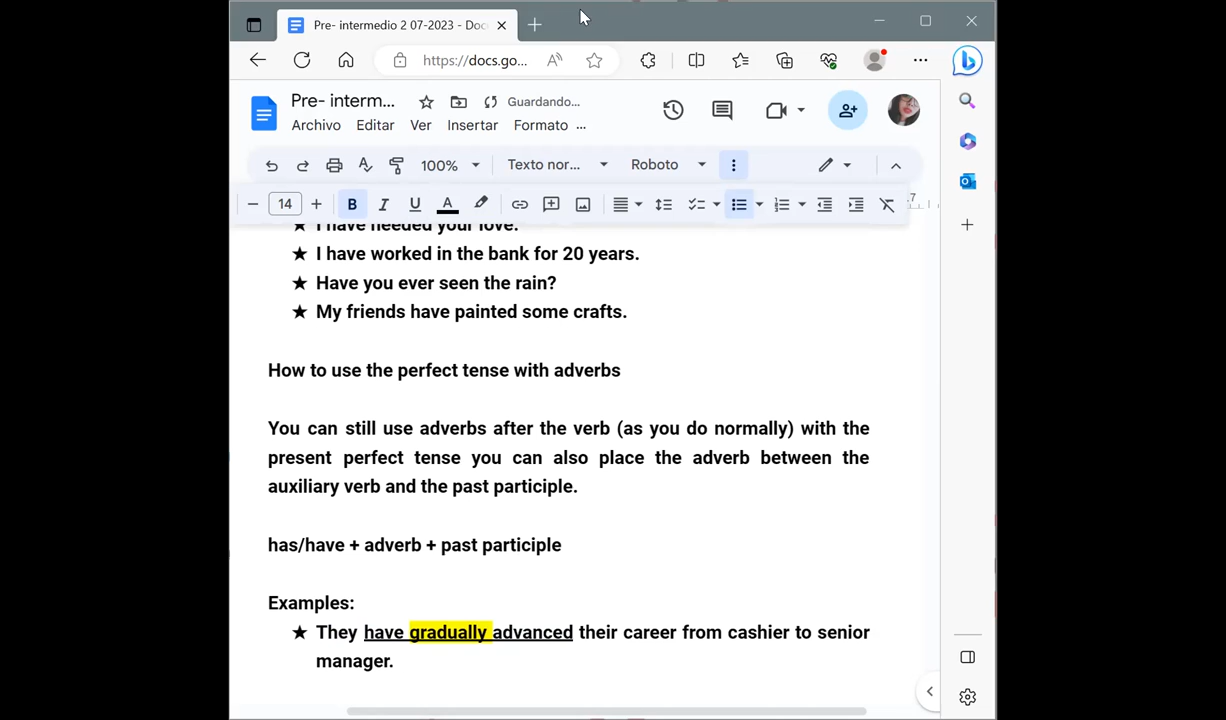 Pre- intermedio 2 07-2023 - Doc
https://docs.go...
Pre- interm...
Guardando...
Archivo Editar Ver Insertar Formato ...
100% Texto nor... Roboto
14 B I U A 7
★ I have needed your love.
★ I have worked in the bank for 20 years.
★ Have you ever seen the rain?
★ My friends have painted some crafts.
How to use the perfect tense with adverbs
You can still use adverbs after the verb (as you do normally) with the
present perfect tense you can also place the adverb between the
auxiliary verb and the past participle.
has/have + adverb + past participle
Examples:
★ They have gradually advanced their career from cashier to senior
manager.